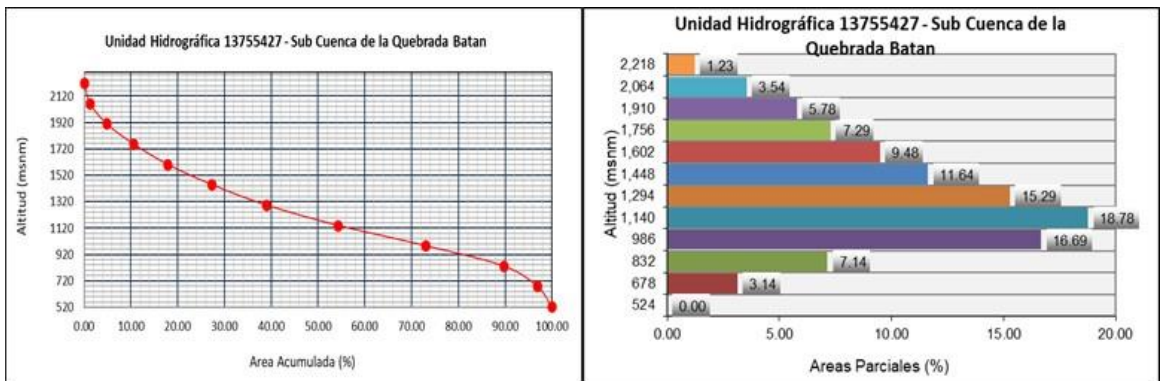 Unidad Hidrográfica 13755427 - Sub Cuenca de la Quebrada Batan
Altitud (msnm)
2120
1920
1720
1520
1320
1120
920
720
520
0.00 10.00 20.00 30.00 40.00 50.00 60.00 70.00 80.00 90.00 100.00
Area Acumulada (%)
Unidad Hidrográfica 13755427 - Sub Cuenca de la
Quebrada Batan
Altitud (msnm)
2,218 1.23
2,064 3.54
1,910 5.78
1,756 7.29
1,602 9.48
1,448 11.64
1,294 15.29
1,140 18.78
986 16.69
832 7.14
678 3.14
524 0.00
0.00 5.00 10.00 15.00 20.00
Areas Parciales (%)